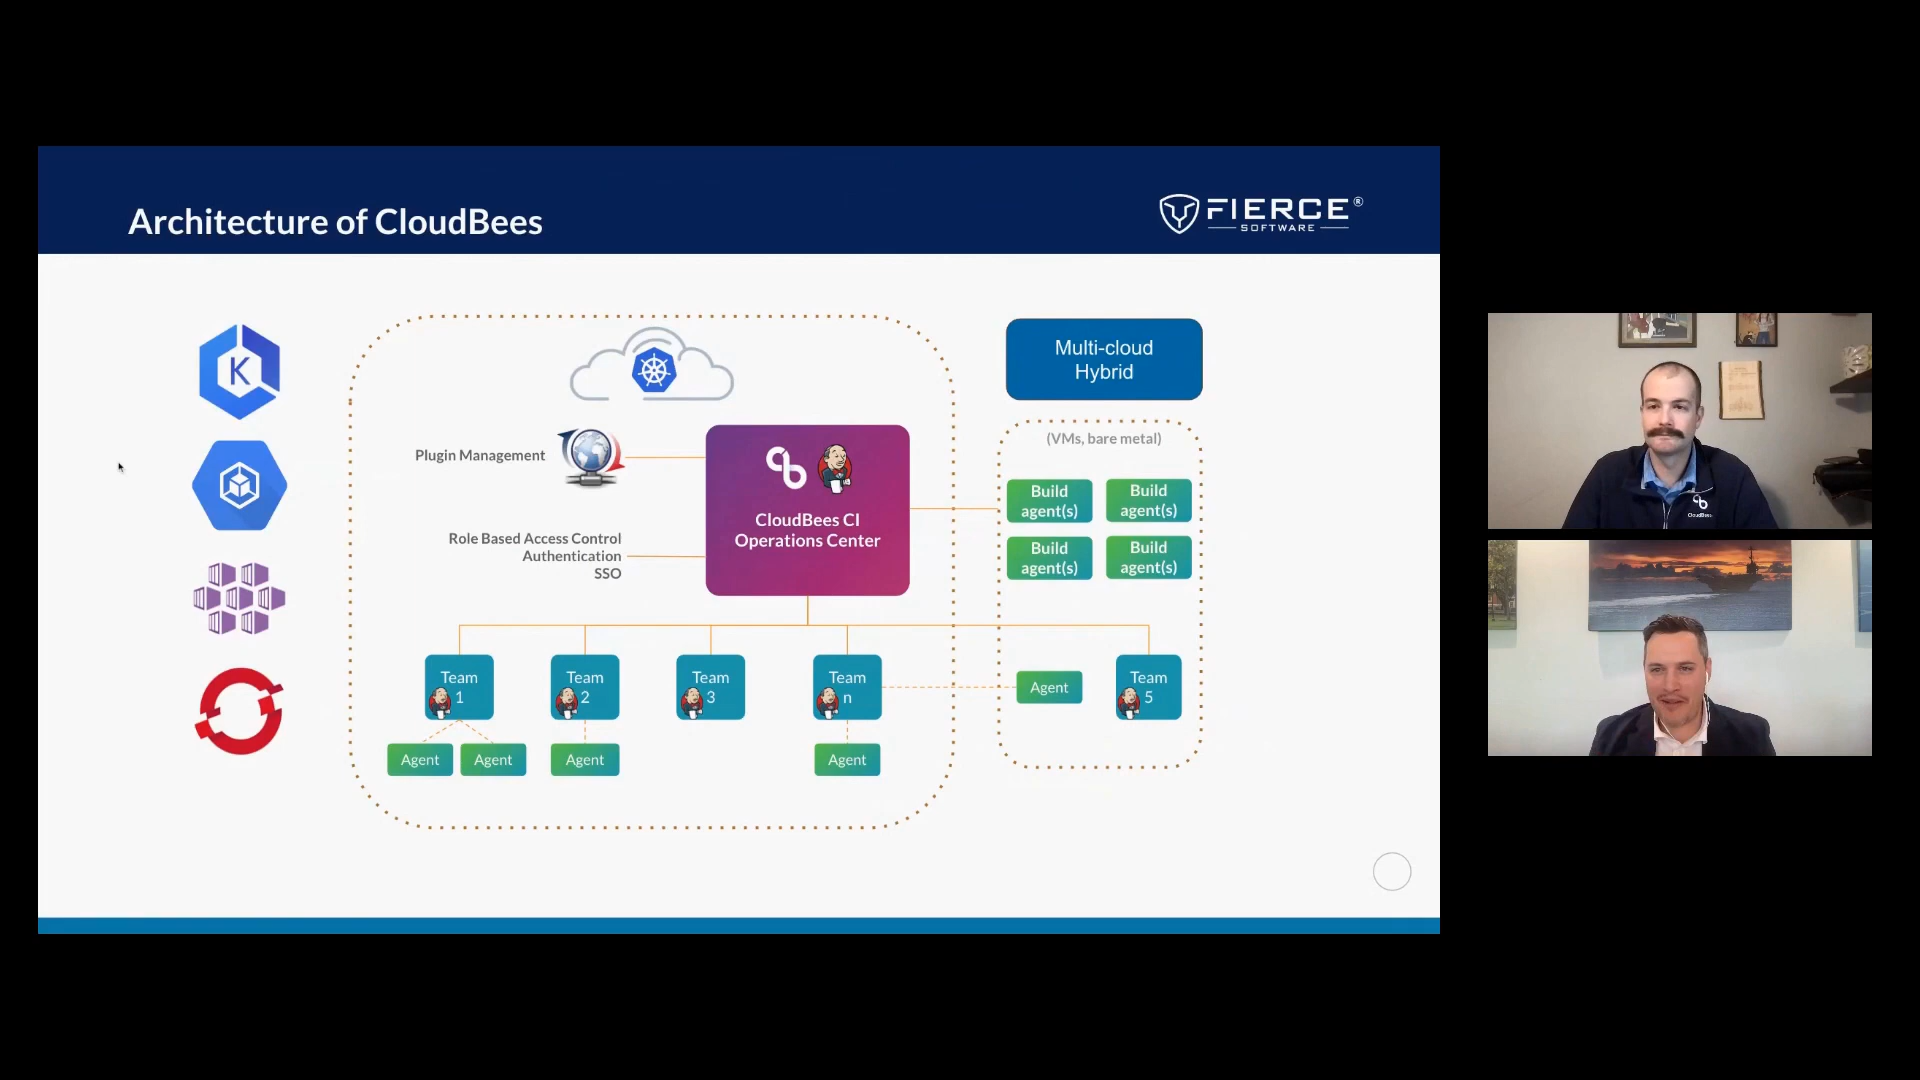 Architecture of CloudBees
FIERCE®
SOFTWARE
K
Multi-cloud
Hybrid
(VMs, bare metal)
Plugin Management
Role Based Access Control
Authentication
SSO
CloudBees CI
Operations Center
Build
agent(s)
Build
agent(s)
Build
agent(s)
Build
agent(s)
Team
1
Team
2
Team
3
Team
n
Agent
Team
5
Agent
Agent
Agent
Agent
CloudBees